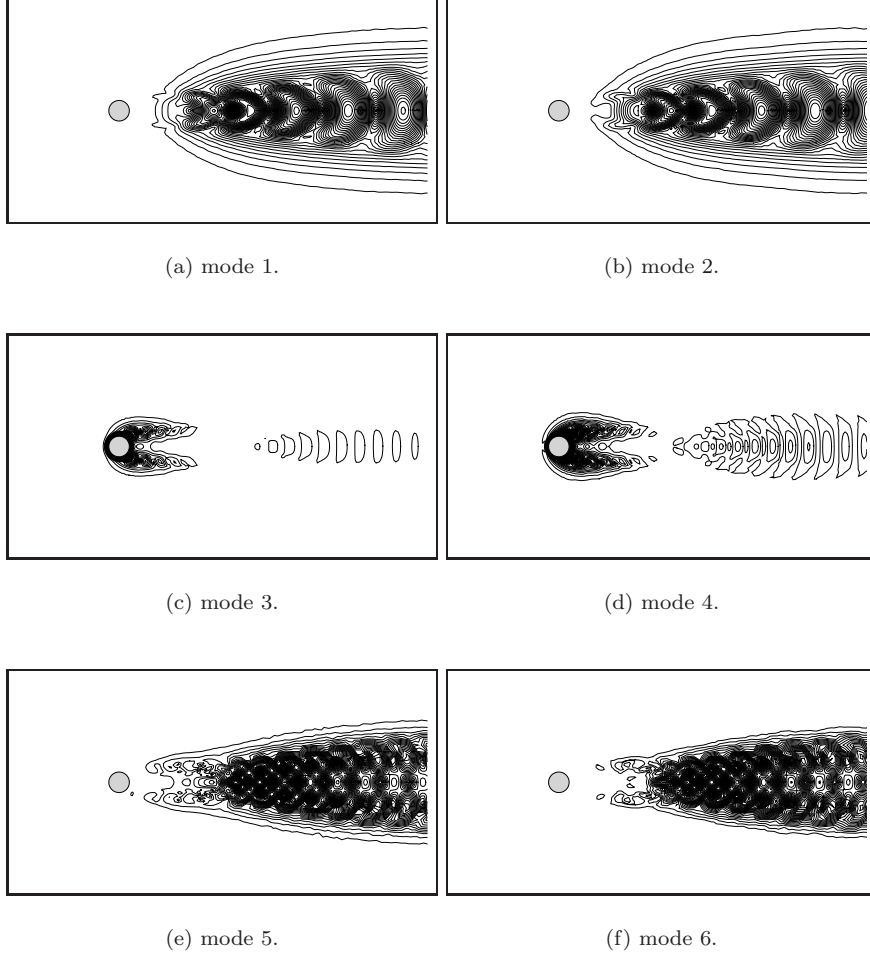 (a) mode 1.
(b) mode 2.
(c) mode 3.
(d) mode 4.
(e) mode 5.
(f) mode 6.